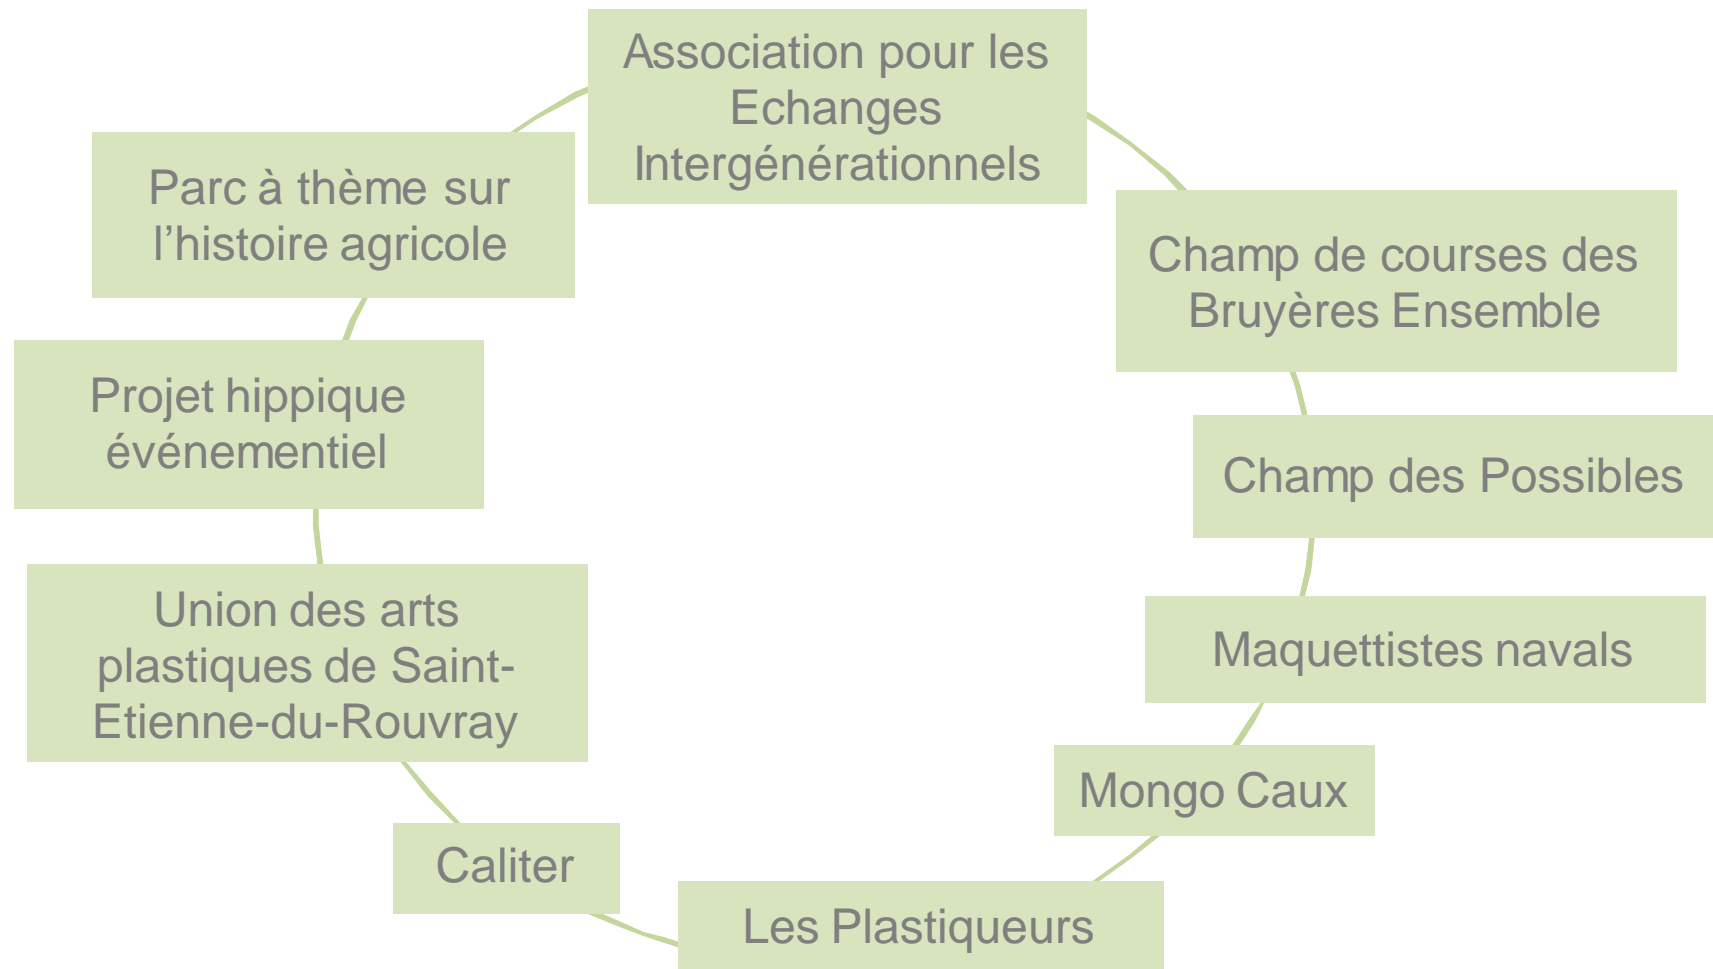 Association pour les
Echanges
Intergénérationnels
Champ de courses des
Bruyères Ensemble
Champ des Possibles
Maquettistes navals
Mongo Caux
Les Plastiqueurs
Caliter
Union des arts
plastiques de Saint-
Etienne-du-Rouvray
Projet hippique
événementiel
Parc à thème sur
l’histoire agricole